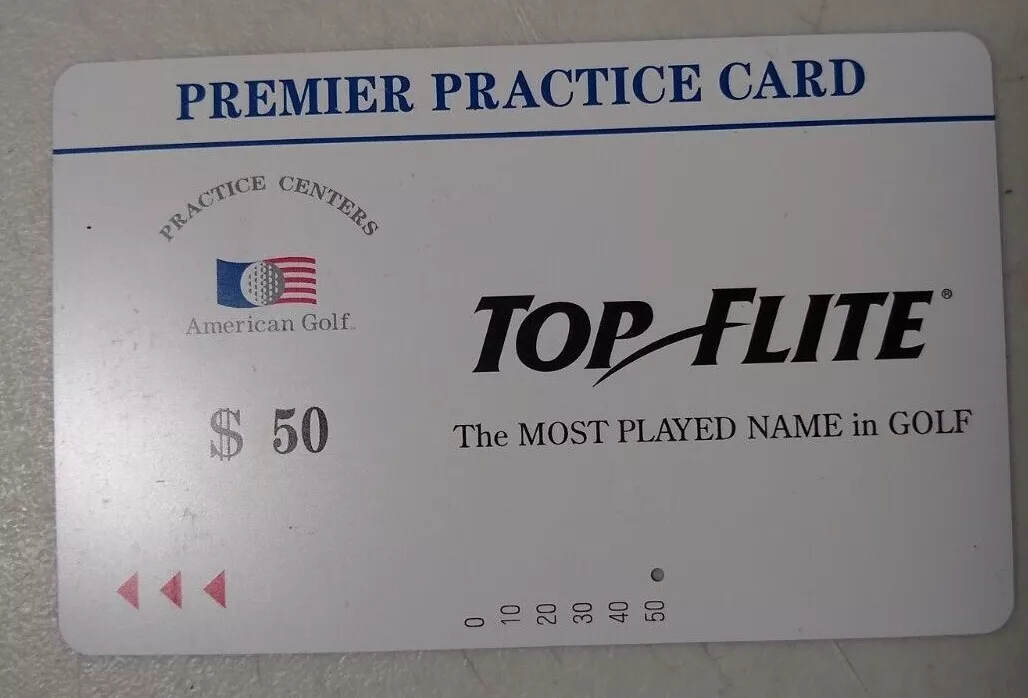 PREMIER PRACTICE CARD
PRACTICE CENTERS
American Golf
$ 50
TOP-FLITE®
The MOST PLAYED NAME in GOLF
0 10 20 30 40 50